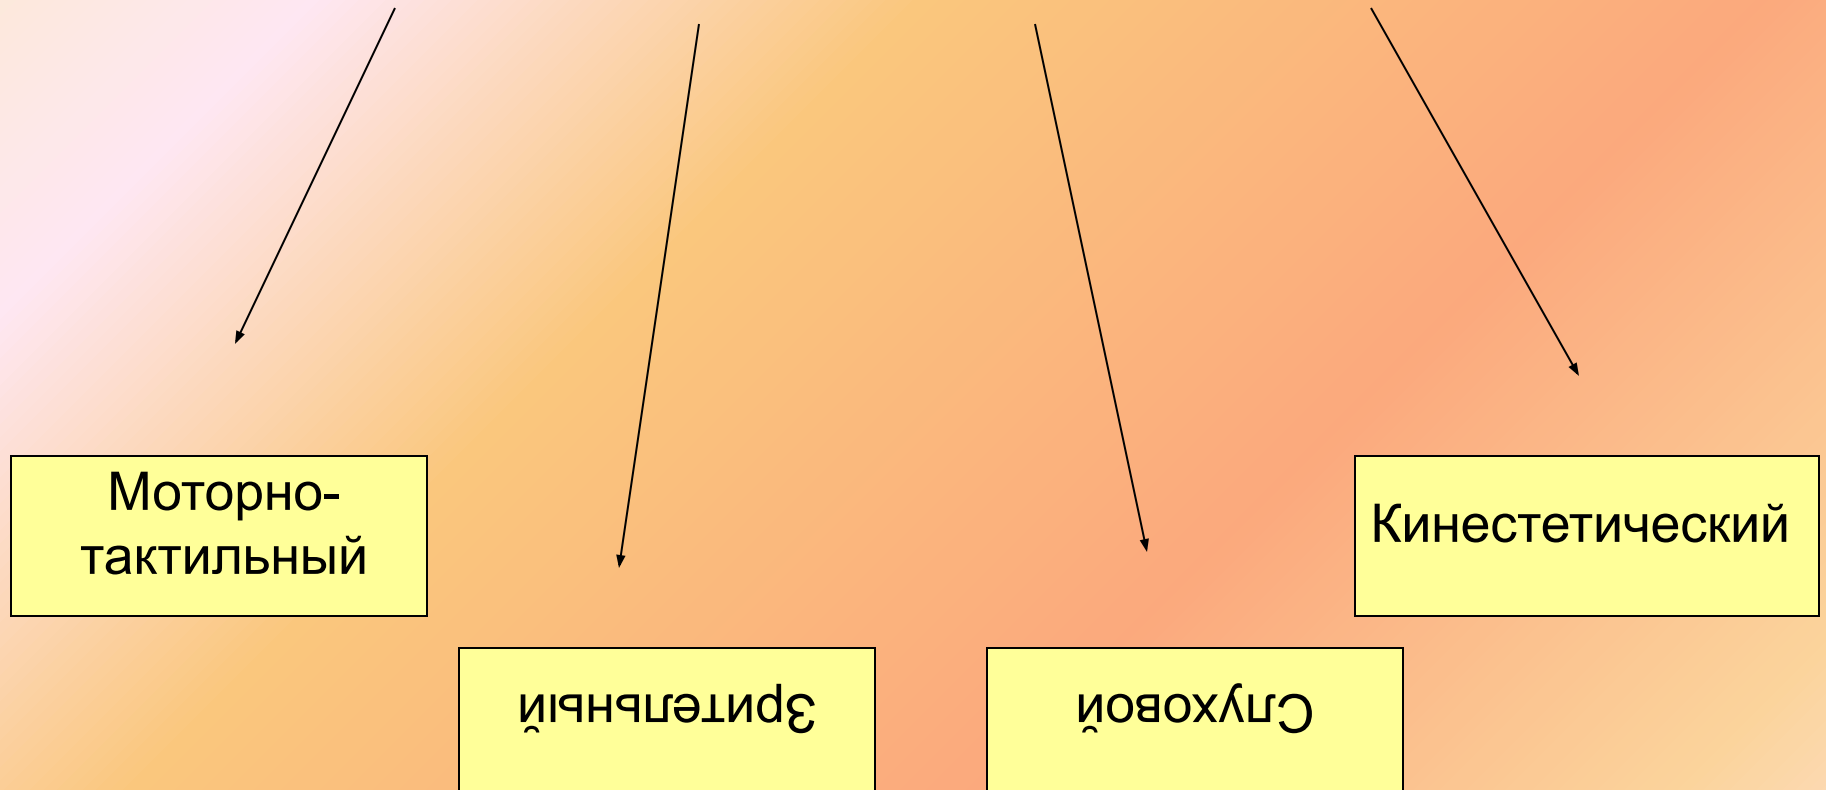 Моторно-
тактильный
Кинестетический
Зрительный
Слуховой